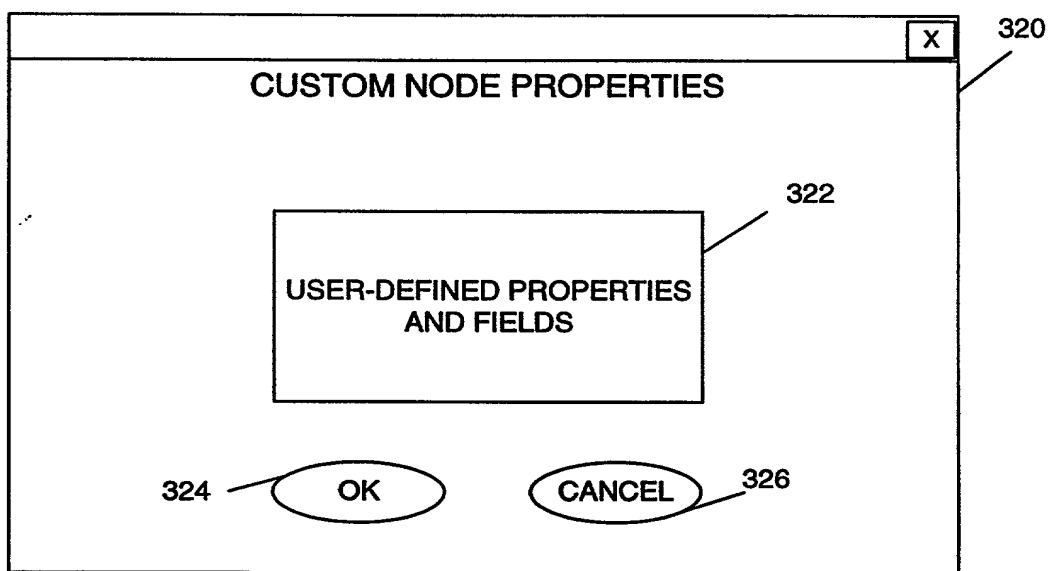 X
320
CUSTOM NODE PROPERTIES
322
USER-DEFINED PROPERTIES
AND FIELDS
324
OK
CANCEL
326